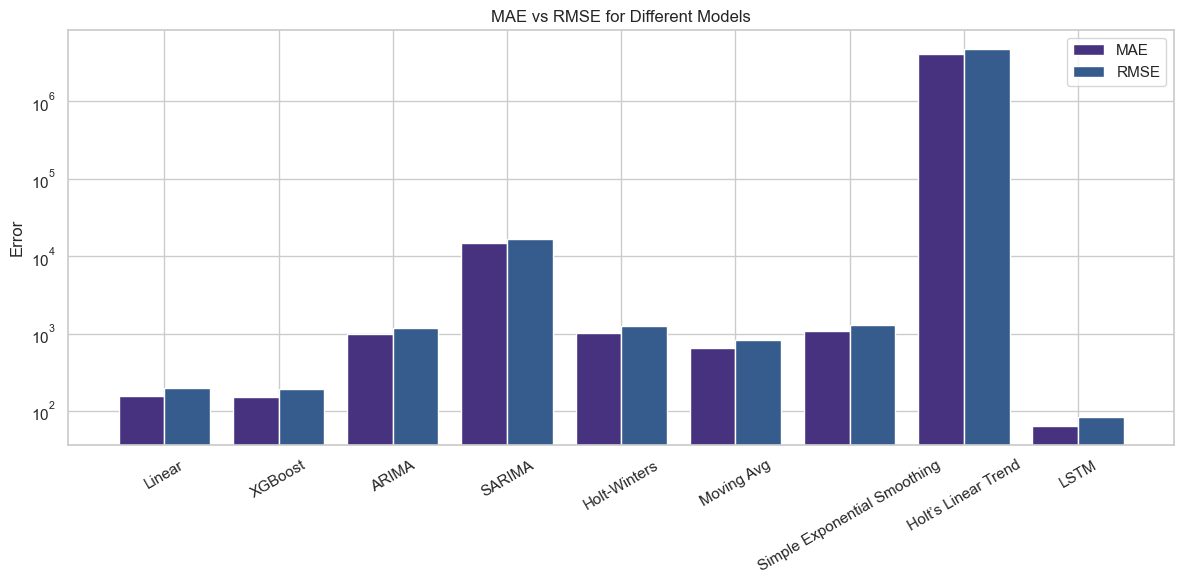 MAE vs RMSE for Different Models
MAE
RMSE
Error
10^6
10^5
10^4
10^3
10^2
Linear
XGBoost
ARIMA
SARIMA
Holt-Winters
Moving Avg
Simple Exponential Smoothing
Holt's Linear Trend
LSTM